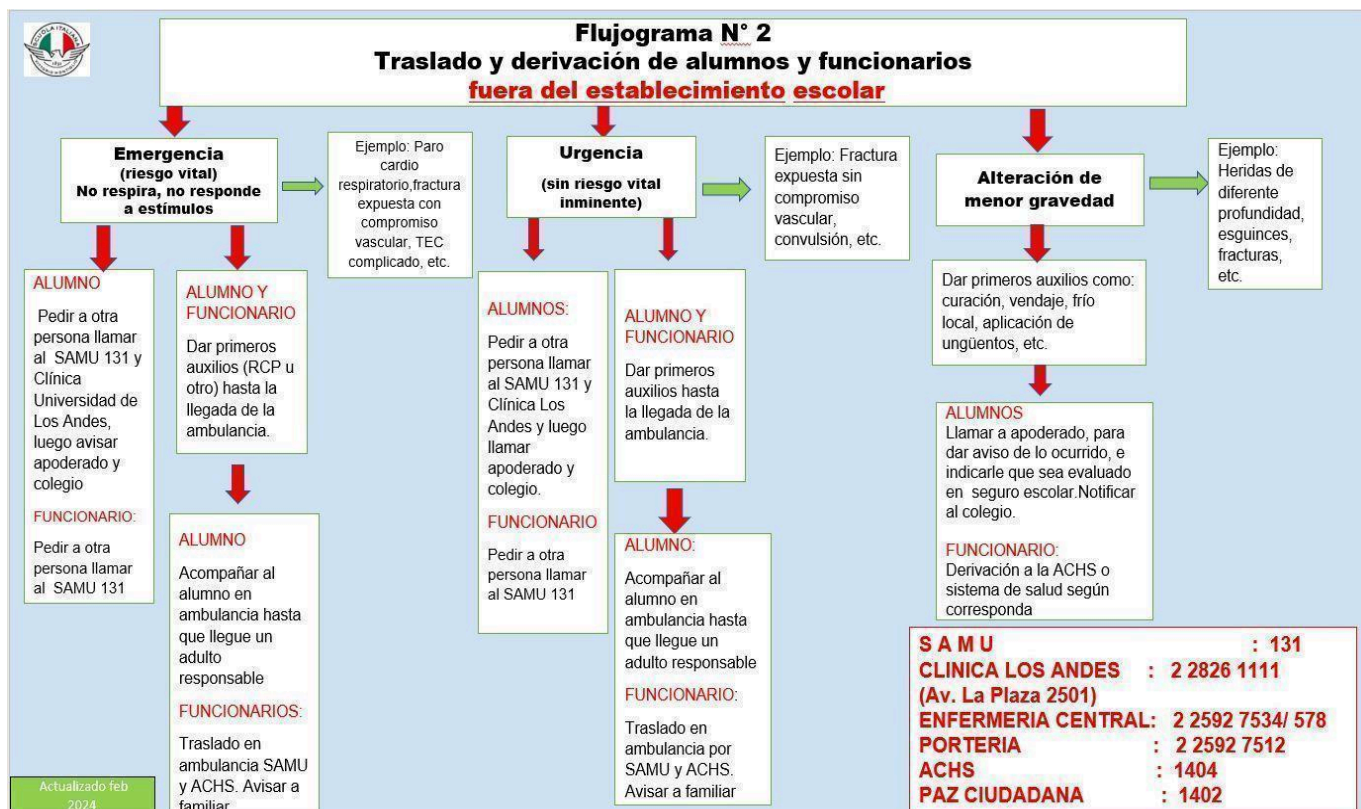 Flujograma N° 2
Traslado y derivación de alumnos y funcionarios
fuera del establecimiento escolar
Emergencia
(riesgo vital)
No respira, no responde
a estímulos
Ejemplo: Paro
cardio
respiratorio,fractura
expuesta con
compromiso
vascular, TEC
complicado, etc.
ALUMNO
Pedir a otra
persona llamar
al SAMU 131 y
Clínica
Universidad de
Los Andes,
luego avisar
apoderado y
colegio
FUNCIONARIO:
Pedir a otra
persona llamar
al SAMU 131
ALUMNO Y
FUNCIONARIO
Dar primeros
auxilios (RCP u
otro) hasta la
llegada de la
ambulancia.
ALUMNO
Acompañar al
alumno en
ambulancia hasta
que llegue un
adulto
responsable
FUNCIONARIOS:
Traslado en
ambulancia SAMU
y ACHS. Avisar a
familiar
Urgencia
(sin riesgo vital
inminente)
Ejemplo: Fractura
expuesta sin
compromiso
vascular,
convulsión, etc.
ALUMNOS:
Pedir a otra
persona llamar
al SAMU 131 y
Clínica Los
Andes y luego
llamar
apoderado y
colegio.
FUNCIONARIO
Pedir a otra
persona llamar
al SAMU 131
ALUMNO Y
FUNCIONARIO
Dar primeros
auxilios hasta
la llegada de la
ambulancia.
ALUMNO:
Acompañar al
alumno en
ambulancia hasta
que llegue un
adulto responsable
FUNCIONARIO:
Traslado en
ambulancia por
SAMU y ACHS.
Avisar a familiar
Alteración de
menor gravedad
Ejemplo:
Heridas de
diferente
profundidad,
esguinces,
fracturas,
etc.
Dar primeros auxilios como:
curación, vendaje, frío
local, aplicación de
ungüentos, etc.
ALUMNOS
Llamar a apoderado, para
dar aviso de lo ocurrido, e
indicarle que sea evaluado
en seguro escolar.Notificar
al colegio.
FUNCIONARIO:
Derivación a la ACHS o
sistema de salud según
corresponda
S A M U : 131
CLINICA LOS ANDES : 2 2826 1111
(Av. La Plaza 2501)
ENFERMERIA CENTRAL: 2 2592 7534/ 578
PORTERIA : 2 2592 7512
ACHS : 1404
PAZ CIUDADANA : 1402
Actualizado feb
2024